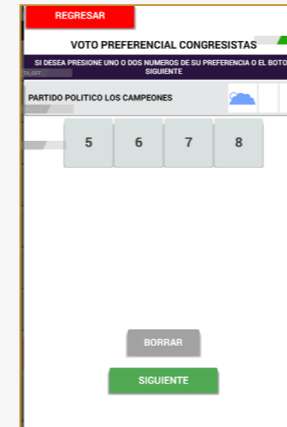 REGRESAR
VOTO PREFERENCIAL CONGRESISTAS
SI DESEA PRESIONE UNO O DOS NUMEROS DE SU PREFERENCIA O EL BOTO
SIGUIENTE
PARTIDO POLITICO LOS CAMPEONES
5 6 7 8
BORRAR
SIGUIENTE